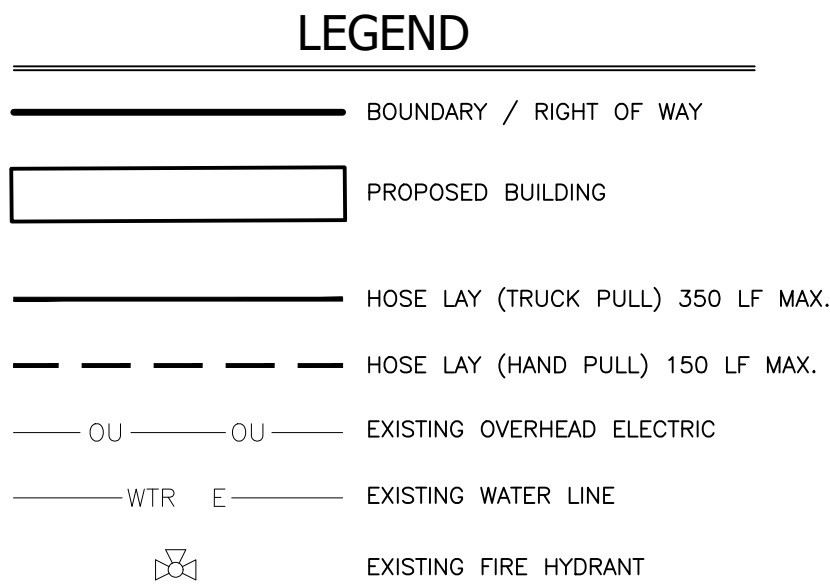 LEGEND
BOUNDARY / RIGHT OF WAY
PROPOSED BUILDING
HOSE LAY (TRUCK PULL) 350 LF MAX.
HOSE LAY (HAND PULL) 150 LF MAX.
OU OU EXISTING OVERHEAD ELECTRIC
WTR E EXISTING WATER LINE
EXISTING FIRE HYDRANT